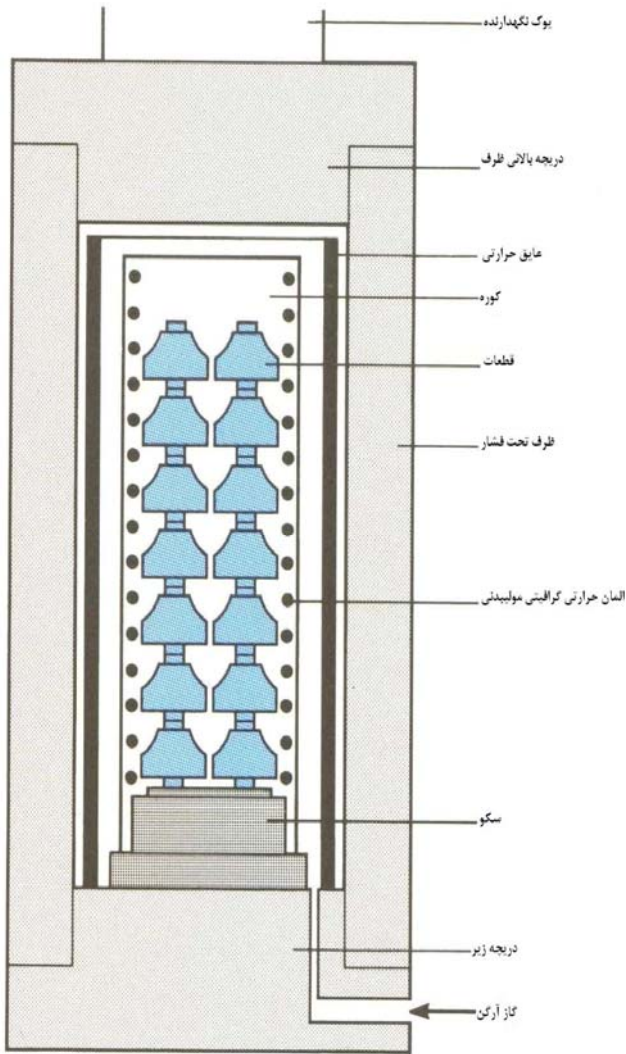 یوک نگهدارنده
دریچه بالائی ظرف
عایق حرارتی
کوره
قطعات
ظرف تحت فشار
المان حرارتی گرافیتی مولیبدنی
سکو
دریچه زیر
گاز آرگن